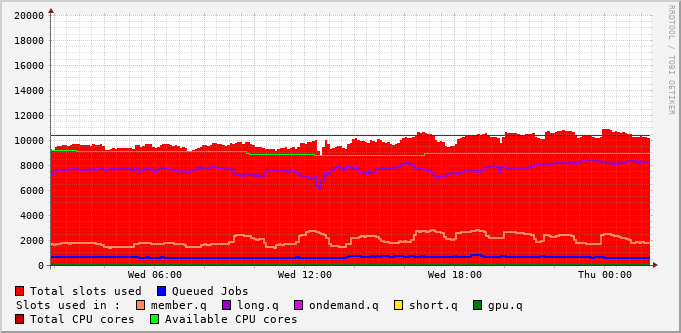 20000
18000
16000
14000
12000
10000
8000
6000
4000
2000
0
Wed 06:00 Wed 12:00 Wed 18:00 Thu 00:00
RRDTOOL / TOBI OETIKER
Total slots used Queued Jobs
Slots used in : member.q long.q ondemand.q short.q gpu.q
Total CPU cores Available CPU cores